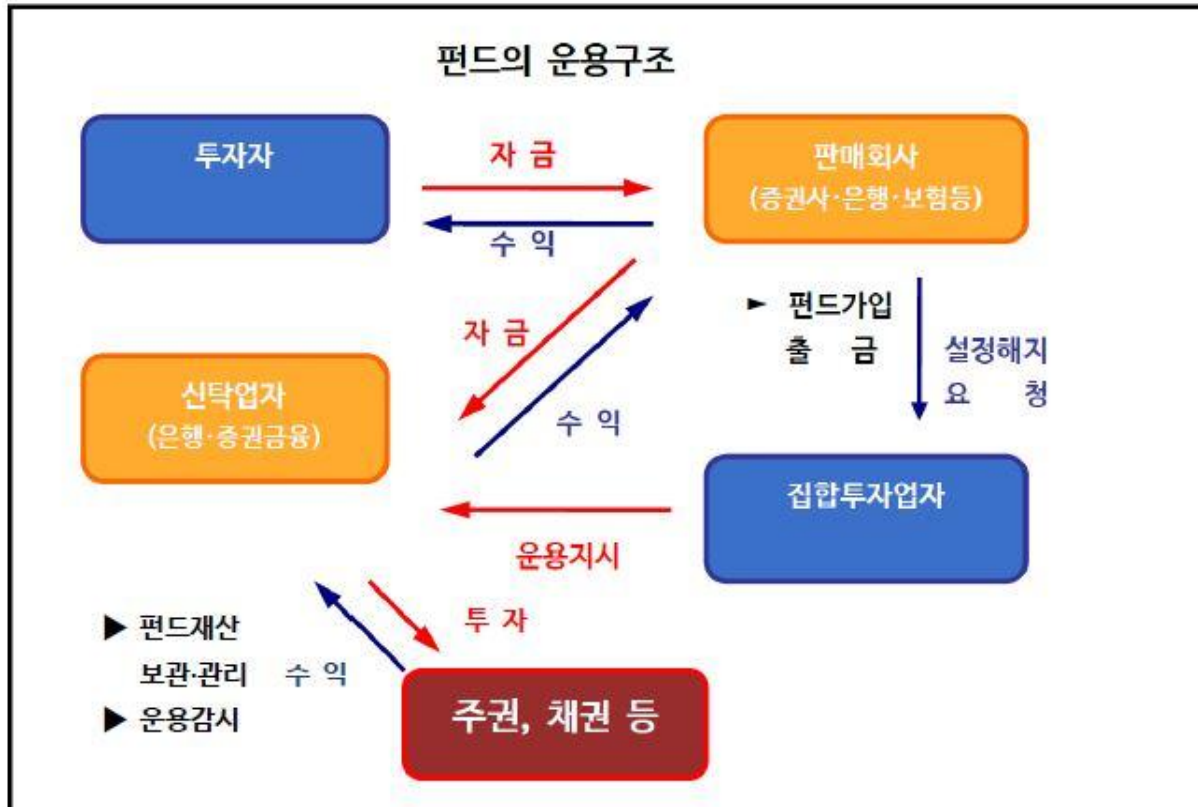 펀드의 운용구조
투자자
자 금
판매회사
(증권사·은행·보험등)
수 익
► 펀드가입
출 금
설정해지
요 청
자 금
수 익
신탁업자
(은행·증권금융)
집합투자업자
운용지시
투 자
▶ 펀드재산
보관·관리
수 익
▶ 운용감시
주권, 채권 등